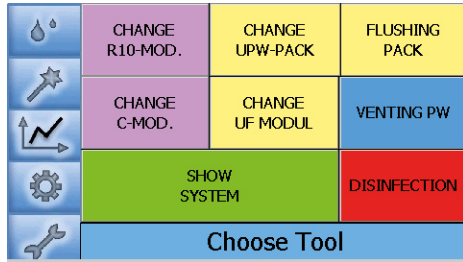 CHANGE
R10-MOD.
CHANGE
UPW-PACK
FLUSHING
PACK
CHANGE
C-MOD.
CHANGE
UF MODUL
VENTING PW
SHOW
SYSTEM
DISINFECTION
Choose Tool